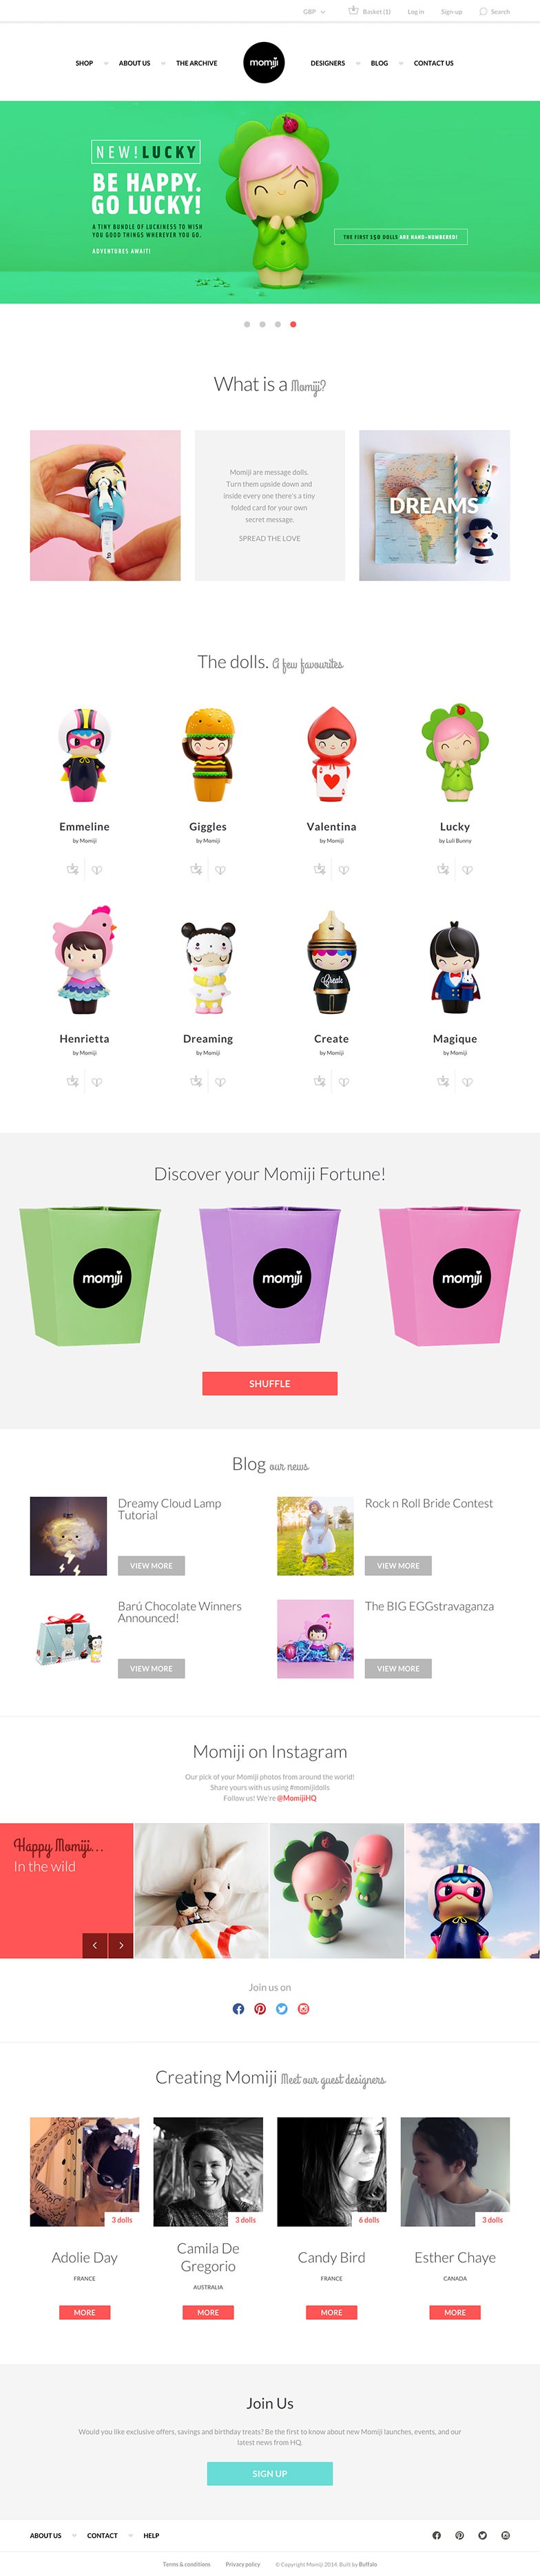 GBP
Basket (1)
Log in
Sign up
Search
SHOP
ABOUT US
THE ARCHIVE
momiji
DESIGNERS
BLOG
CONTACT US
NEW! LUCKY
BE HAPPY.
GO LUCKY!
A TINY BUNDLE OF LUCKINESS TO WISH
YOU GOOD THINGS WHEREVER YOU GO.
ADVENTURES AWAIT!
THE FIRST 150 DOLLS ARE HAND-NUMBERED!
What is a Momiji?
Momiji are message dolls.
Turn them upside down and
inside every one there's a tiny
folded card for your own
secret message.
SPREAD THE LOVE
DREAMS
The dolls. A few favourites
Emmeline
by Momiji
Giggles
by Momiji
Valentina
by Momiji
Lucky
by Luli Bunny
Henrietta
by Momiji
Dreaming
by Momiji
Create
Create
by Momiji
Magique
by Momiji
Discover your Momiji Fortune!
momiji
momiji
momiji
SHUFFLE
Blog our news
Dreamy Cloud Lamp
Tutorial
VIEW MORE
Rock n Roll Bride Contest
VIEW MORE
Barú Chocolate Winners
Announced!
VIEW MORE
The BIG EGGstravaganza
VIEW MORE
Momiji on Instagram
Our pick of your Momiji photos from around the world!
Share yours with us using #momijidolls
Follow us! We're @MomijiHQ
Happy Momiji...
In the wild
Join us on
Creating Momiji Meet our guest designers
3 dolls
Adolie Day
FRANCE
MORE
3 dolls
Camila De
Gregorio
AUSTRALIA
MORE
6 dolls
Candy Bird
FRANCE
MORE
3 dolls
Esther Chaye
CANADA
MORE
Join Us
Would you like exclusive offers, savings and birthday treats? Be the first to know about new Momiji launches, events, and our
latest news from HQ.
SIGN UP
ABOUT US
CONTACT
HELP
Terms & conditions
Privacy policy
© Copyright Momiji 2014. Built by Buffalo